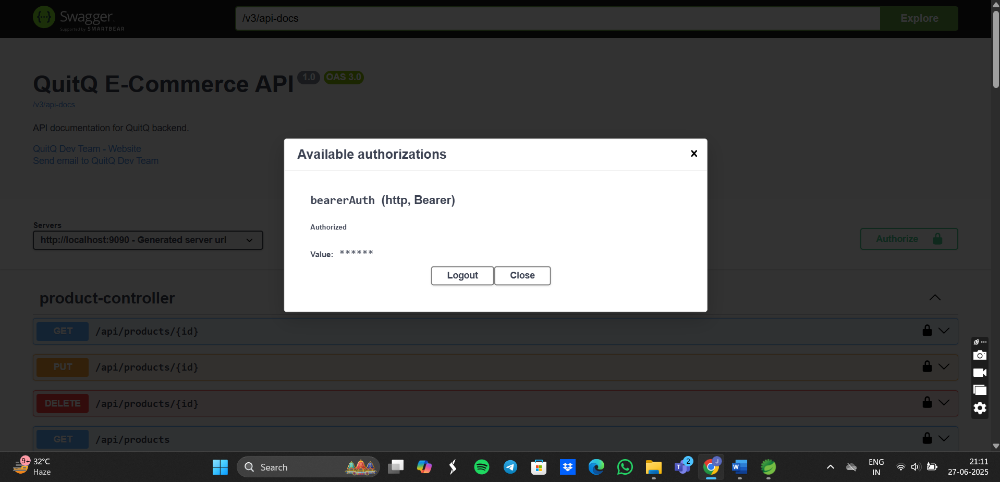 Swagger
Supported by SMARTBEAR
/v3/api-docs
Explore
QuitQ E-Commerce API 1.0 OAS 3.0
/v3/api-docs
API documentation for QuitQ backend.
QuitQ Dev Team - Website
Send email to QuitQ Dev Team
Available authorizations
bearerAuth (http, Bearer)
Authorized
Value: ******
Logout
Close
Servers
http://localhost:9090 - Generated server url
Authorize
product-controller
GET /api/products/{id}
PUT /api/products/{id}
DELETE /api/products/{id}
GET /api/products
9+
32°C
Haze
Search
2
J
ENG
IN
21:11
27-06-2025